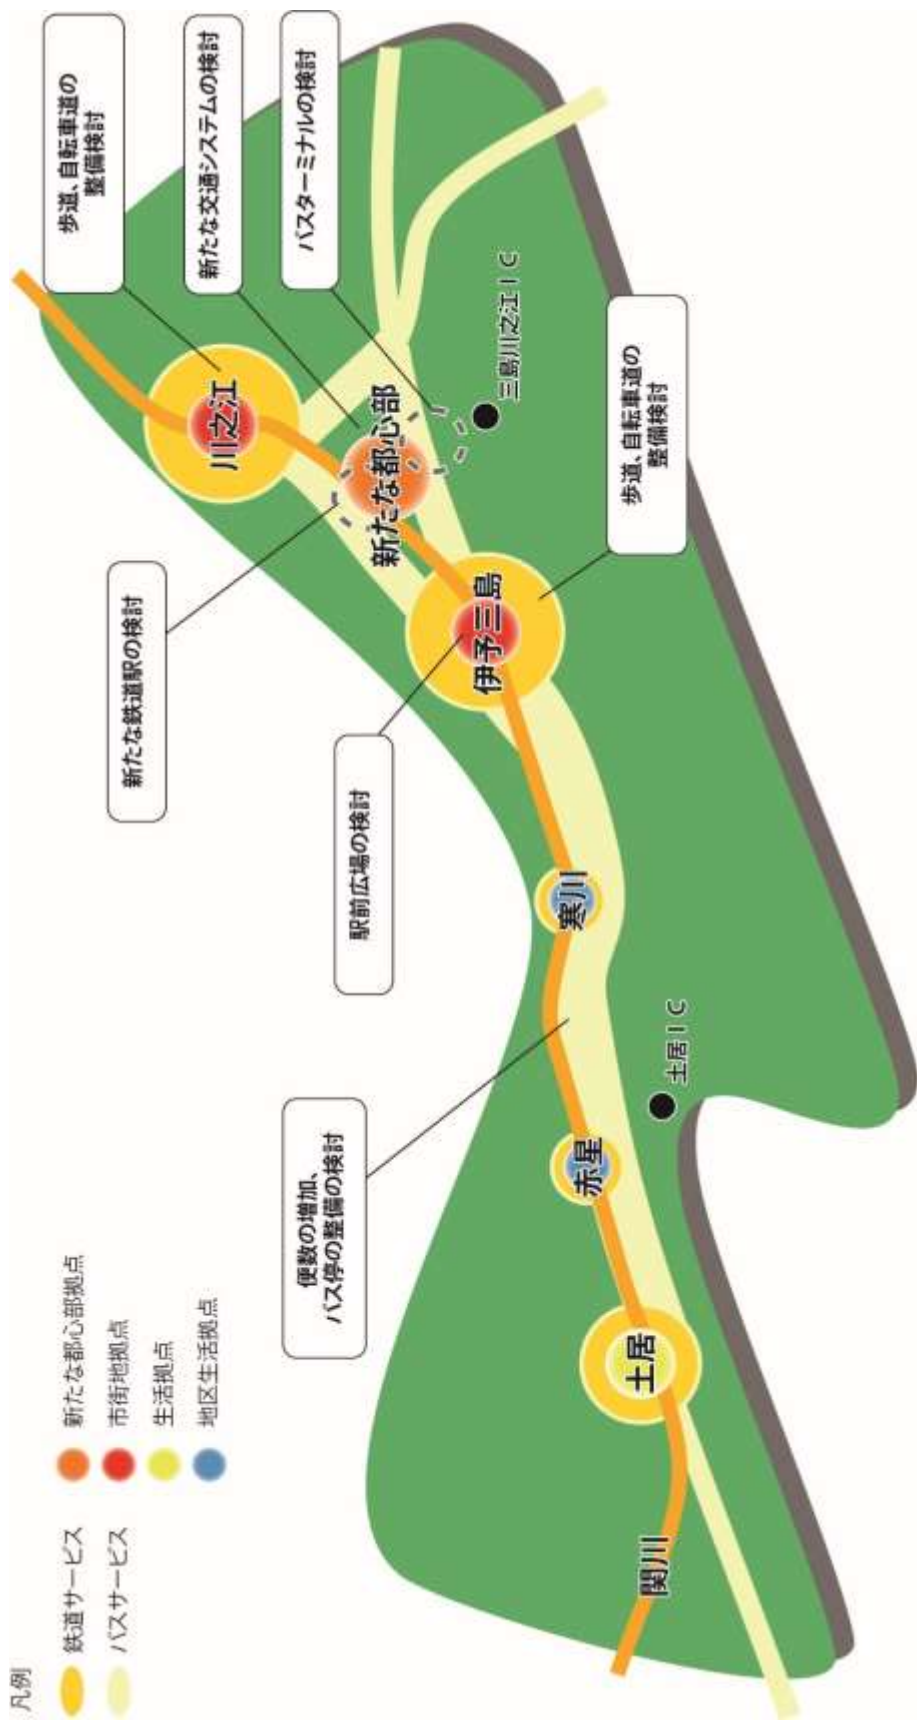 凡例
鉄道サービス
バスサービス
新たな都心部拠点
市街地拠点
生活拠点
地区生活拠点
便数の増加、
バス停の整備の検討
駅前広場の検討
新たな鉄道駅の検討
歩道、自転車道の
整備検討
新たな交通システムの検討
バスターミナルの検討
歩道、自転車道の
整備検討
関川
土居
赤星
寒川
伊予三島
新たな都心部
川之江
土居IC
三島川之江IC